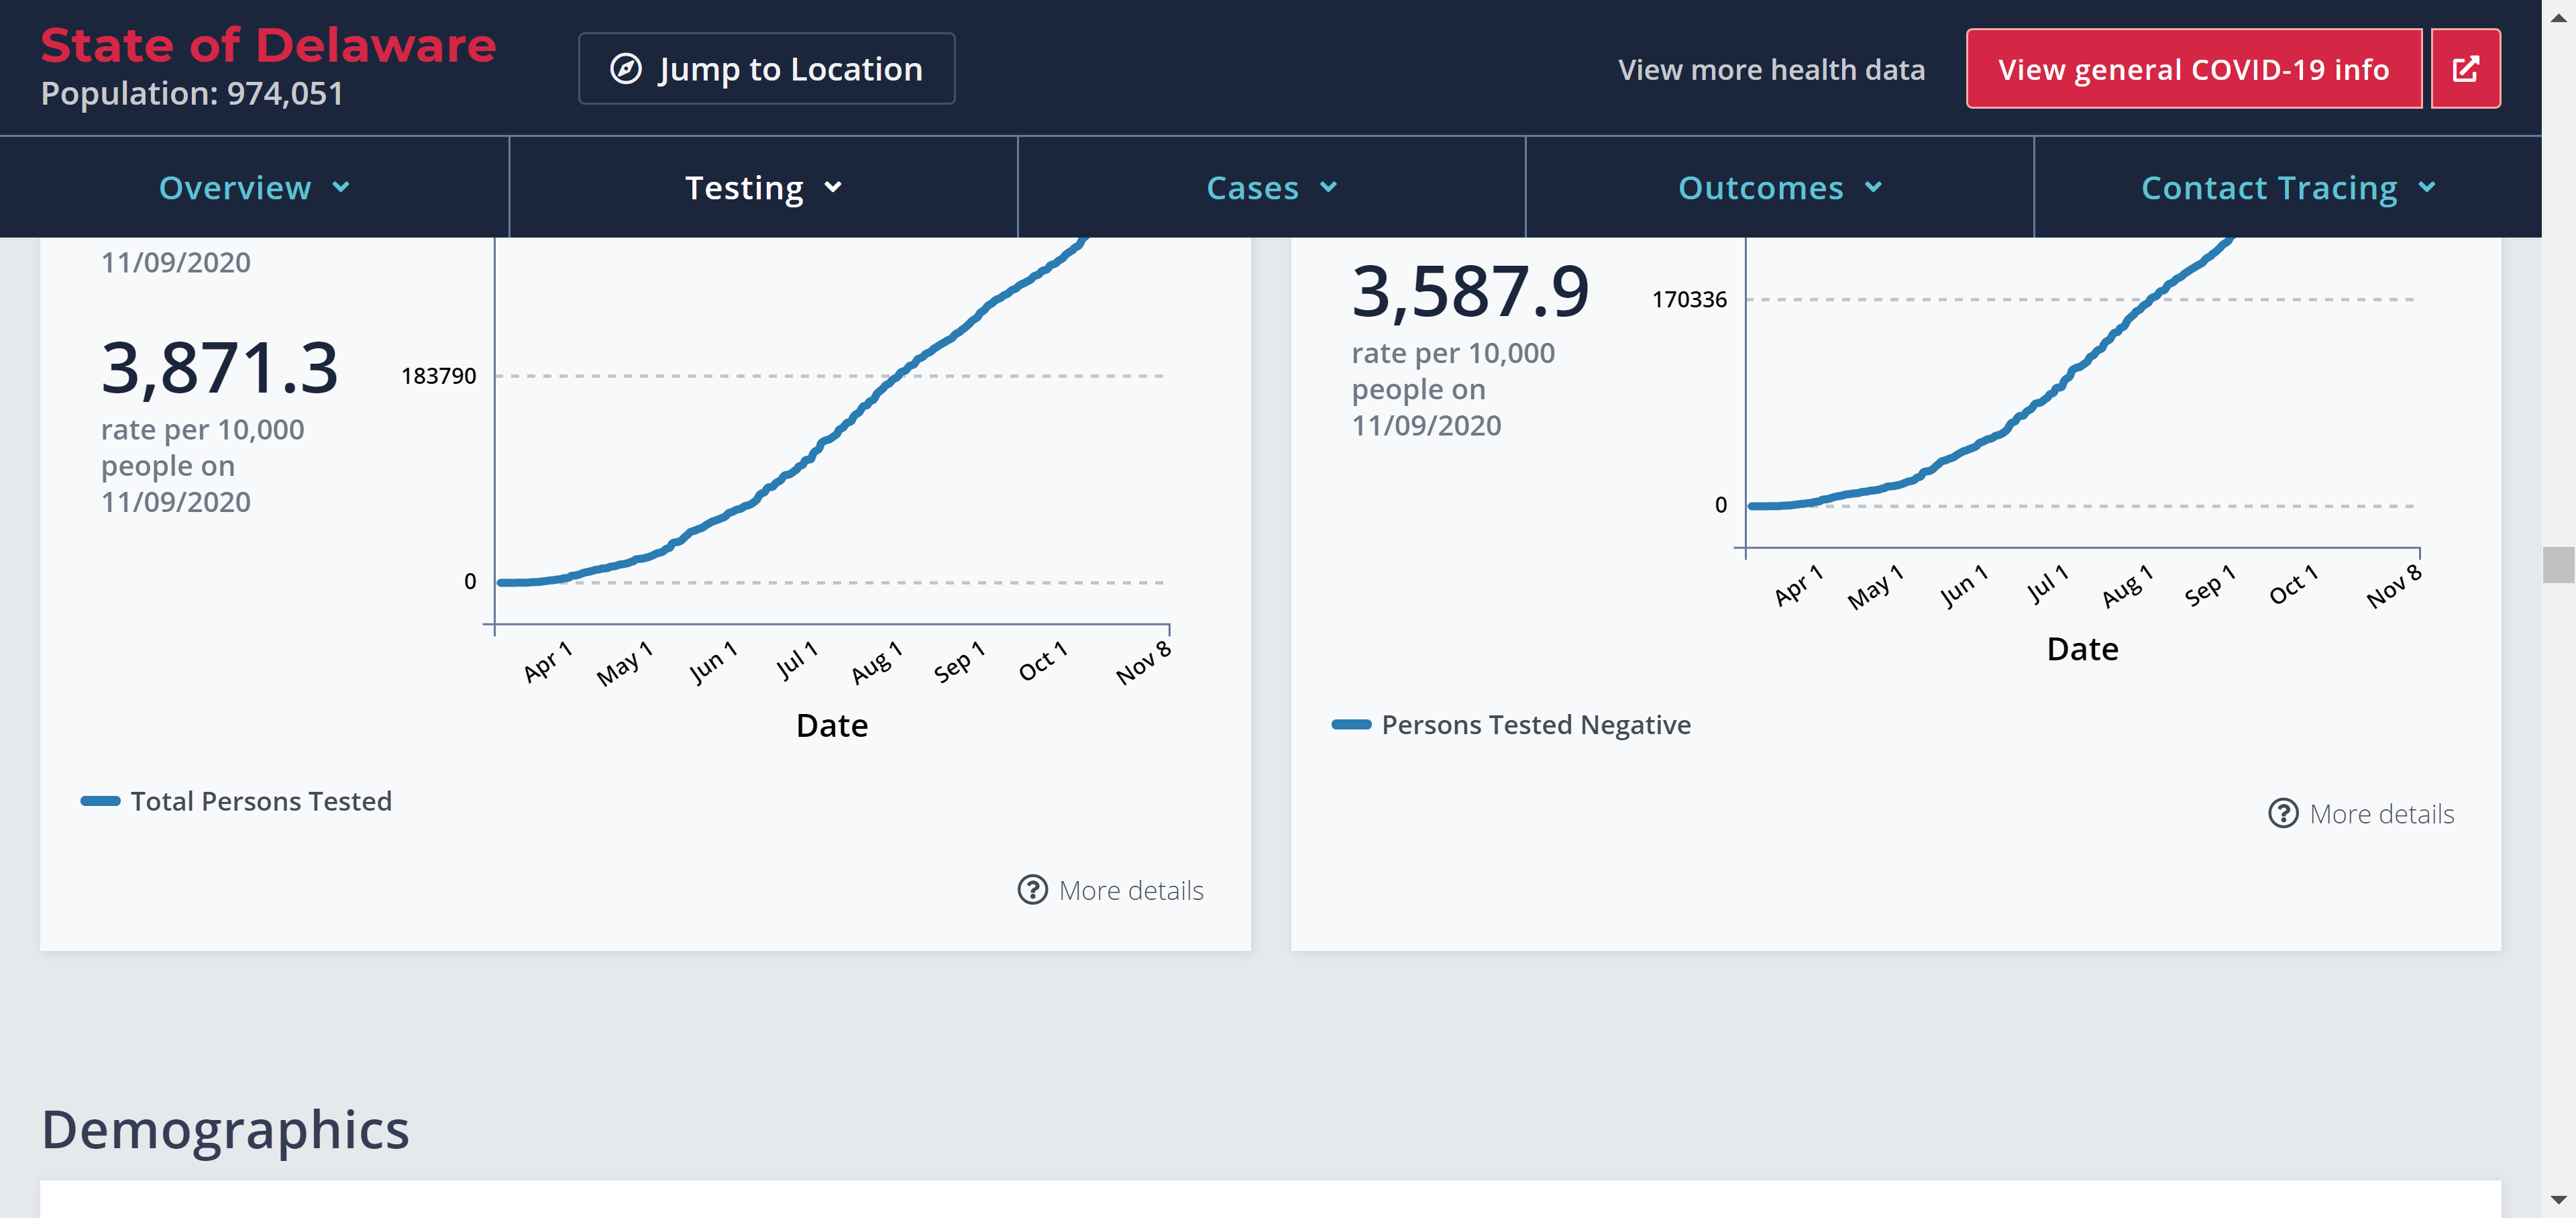 State of Delaware
Population: 974,051
Jump to Location
View more health data
View general COVID-19 info
Overview
Testing
Cases
Outcomes
Contact Tracing
11/09/2020
3,871.3
rate per 10,000
people on
11/09/2020
183790
0
Apr 1
May 1
Jun 1
Jul 1
Aug 1
Sep 1
Oct 1
Nov 8
Date
Total Persons Tested
More details
3,587.9
rate per 10,000
people on
11/09/2020
170336
0
Apr 1
May 1
Jun 1
Jul 1
Aug 1
Sep 1
Oct 1
Nov 8
Date
Persons Tested Negative
More details
Demographics